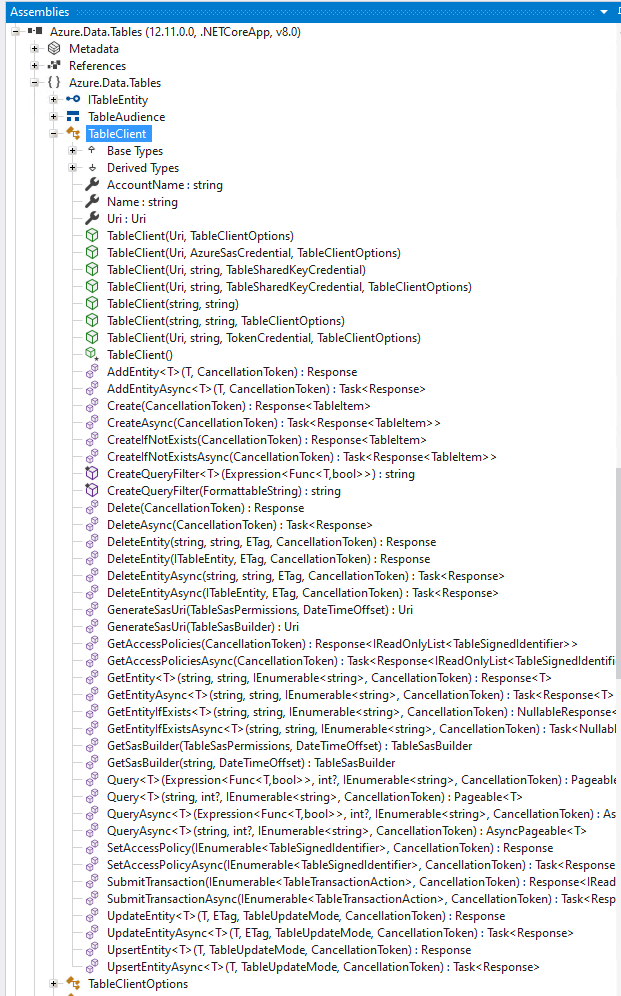 Assemblies
Azure.Data.Tables (12.11.0.0, .NETCoreApp, v8.0)
Metadata
References
{ } Azure.Data.Tables
ITableEntity
TableAudience
TableClient
Base Types
Derived Types
AccountName : string
Name : string
Uri : Uri
TableClient(Uri, TableClientOptions)
TableClient(Uri, AzureSasCredential, TableClientOptions)
TableClient(Uri, string, TableSharedKeyCredential)
TableClient(Uri, string, TableSharedKeyCredential, TableClientOptions)
TableClient(string, string)
TableClient(string, string, TableClientOptions)
TableClient(Uri, string, TokenCredential, TableClientOptions)
TableClient()
AddEntity<T>(T, CancellationToken) : Response
AddEntityAsync<T>(T, CancellationToken) : Task<Response>
Create(CancellationToken) : Response<TableItem>
CreateAsync(CancellationToken) : Task<Response<TableItem>>
CreateIfNotExists(CancellationToken) : Response<TableItem>
CreateIfNotExistsAsync(CancellationToken) : Task<Response<TableItem>>
CreateQueryFilter<T>(Expression<Func<T,bool>>) : string
CreateQueryFilter(FormattableString) : string
Delete(CancellationToken) : Response
DeleteAsync(CancellationToken) : Task<Response>
DeleteEntity(string, string, ETag, CancellationToken) : Response
DeleteEntity(ITableEntity, ETag, CancellationToken) : Response
DeleteEntityAsync(string, string, ETag, CancellationToken) : Task<Response>
DeleteEntityAsync(ITableEntity, ETag, CancellationToken) : Task<Response>
GenerateSasUri(TableSasPermissions, DateTimeOffset) : Uri
GenerateSasUri(TableSasBuilder) : Uri
GetAccessPolicies(CancellationToken) : Response<IReadOnlyList<TableSignedIdentifier>>
GetAccessPoliciesAsync(CancellationToken) : Task<Response<IReadOnlyList<TableSignedIdentifi
GetEntity<T>(string, string, IEnumerable<string>, CancellationToken) : Response<T>
GetEntityAsync<T>(string, string, IEnumerable<string>, CancellationToken) : Task<Response<T>
GetEntityIfExists<T>(string, string, IEnumerable<string>, CancellationToken) : NullableResponse<
GetEntityIfExistsAsync<T>(string, string, IEnumerable<string>, CancellationToken) : Task<Nullabl
GetSasBuilder(TableSasPermissions, DateTimeOffset) : TableSasBuilder
GetSasBuilder(string, DateTimeOffset) : TableSasBuilder
Query<T>(Expression<Func<T,bool>>, int?, IEnumerable<string>, CancellationToken) : Pageable
Query<T>(string, int?, IEnumerable<string>, CancellationToken) : Pageable<T>
QueryAsync<T>(Expression<Func<T,bool>>, int?, IEnumerable<string>, CancellationToken) : As
QueryAsync<T>(string, int?, IEnumerable<string>, CancellationToken) : AsyncPageable<T>
SetAccessPolicy(IEnumerable<TableSignedIdentifier>, CancellationToken) : Response
SetAccessPolicyAsync(IEnumerable<TableSignedIdentifier>, CancellationToken) : Task<Response
SubmitTransaction(IEnumerable<TableTransactionAction>, CancellationToken) : Response<IRead
SubmitTransactionAsync(IEnumerable<TableTransactionAction>, CancellationToken) : Task<Resp
UpdateEntity<T>(T, ETag, TableUpdateMode, CancellationToken) : Response
UpdateEntityAsync<T>(T, ETag, TableUpdateMode, CancellationToken) : Task<Response>
UpsertEntity<T>(T, TableUpdateMode, CancellationToken) : Response
UpsertEntityAsync<T>(T, TableUpdateMode, CancellationToken) : Task<Response>
TableClientOptions